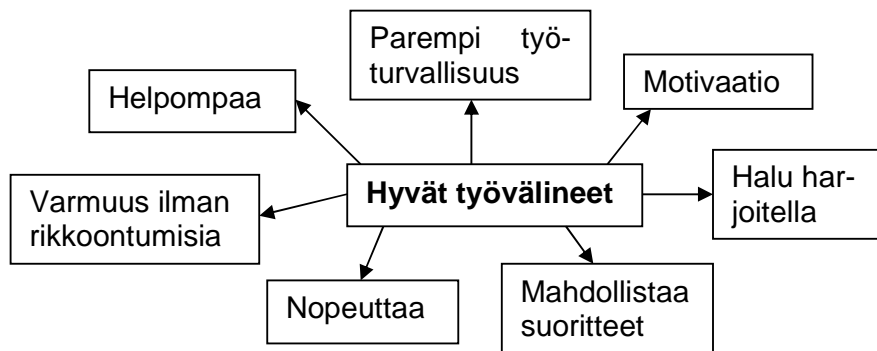 Parempi työ-
turvallisuus
Helpompaa
Motivaatio
Hyvät työvälineet
Halu har-
joitella
Varmuus ilman
rikkoontumisia
Nopeuttaa
Mahdollistaa
suoritteet